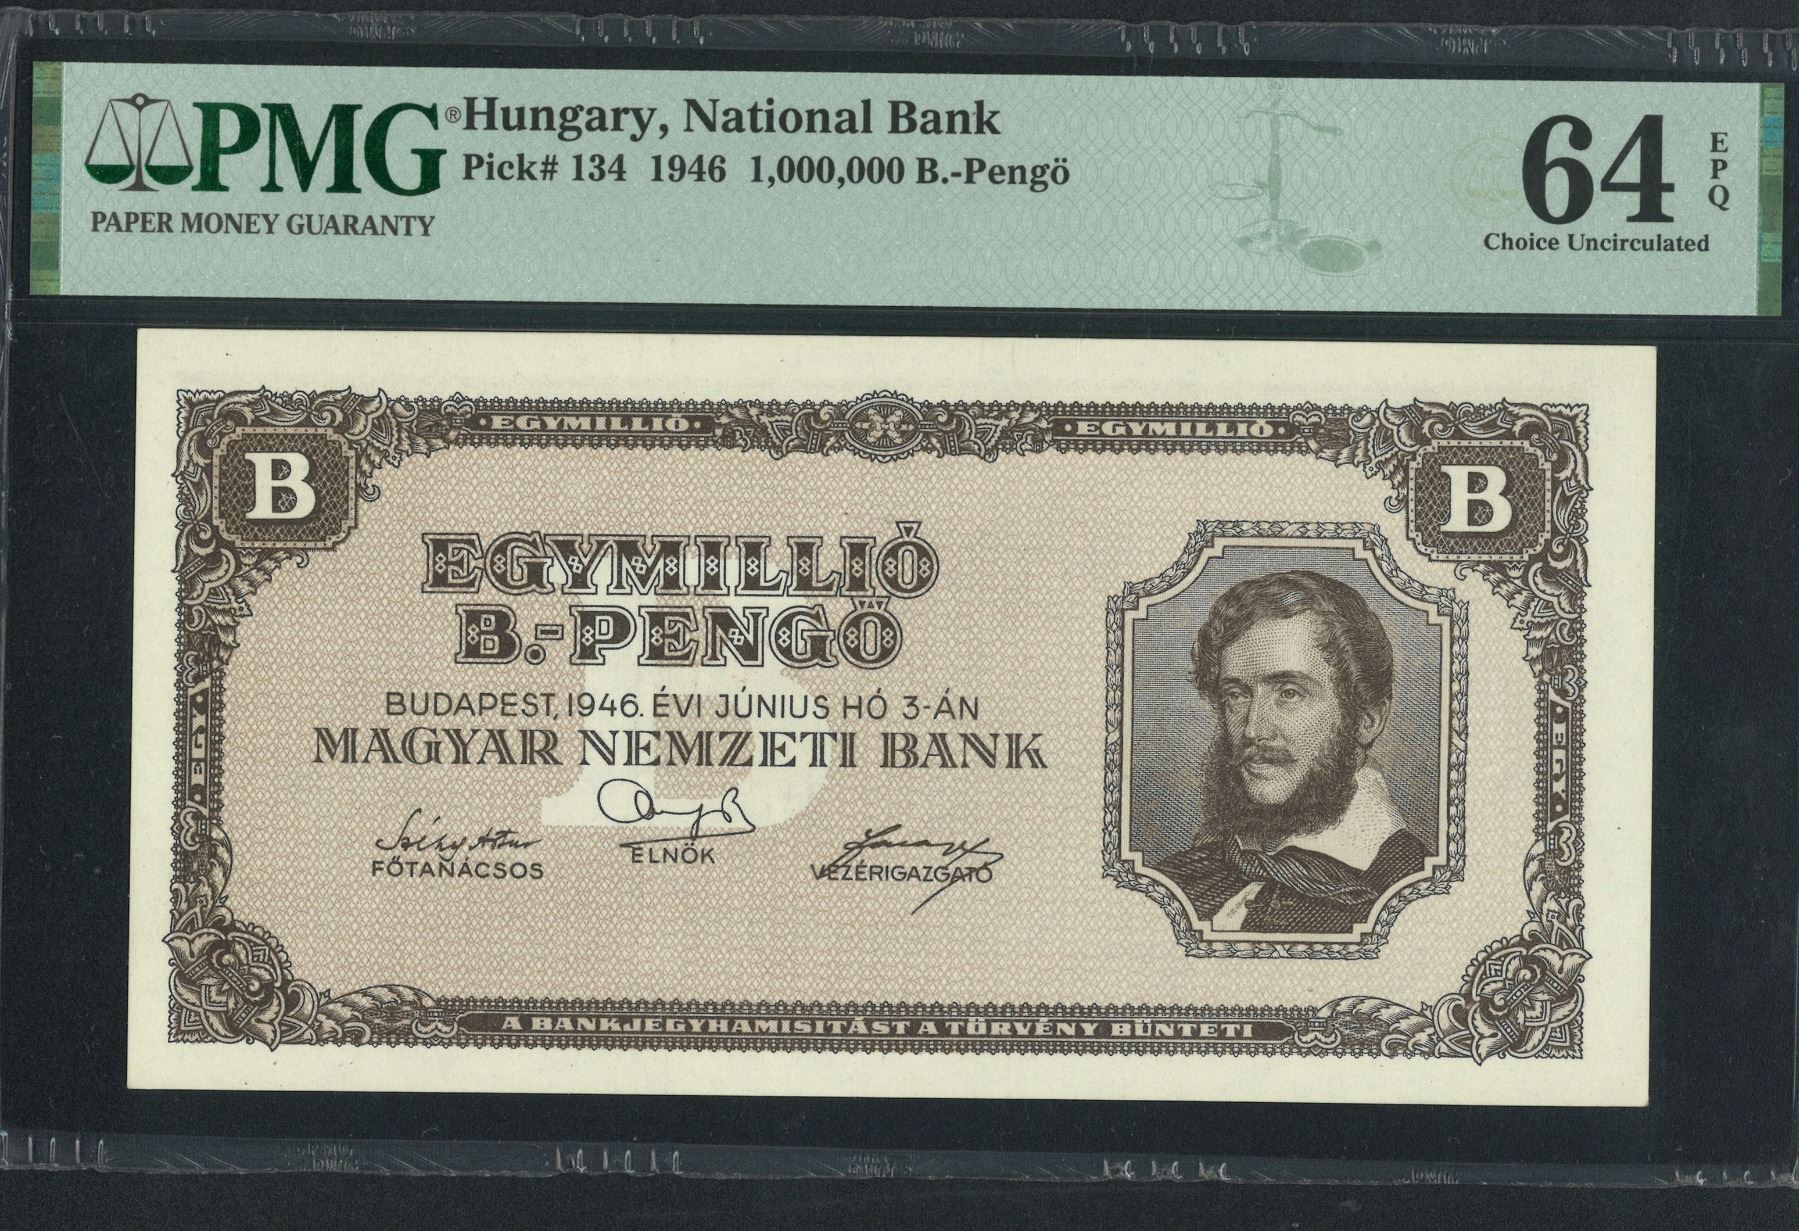 PMG®
PAPER MONEY GUARANTY
Hungary, National Bank
Pick# 134 1946 1,000,000 B.-Pengö
64 EPQ
Choice Uncirculated
·EGYMILLIÓ· ·EGYMILLIÓ·
B B
EGYMILLIÓ
B.-PENGŐ
BUDAPEST, 1946. ÉVI JÚNIUS HÓ 3-ÁN
MAGYAR NEMZETI BANK
B
FŐTANÁCSOS
ELNÖK
VEZÉRIGAZGATÓ
·EGY·
·EGY·
A BANKJEGYHAMISITÁST A TÖRVÉNY BÜNTETI